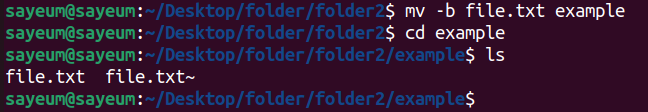 sayeum@sayeum:~/Desktop/folder/folder2$ mv -b file.txt example
sayeum@sayeum:~/Desktop/folder/folder2$ cd example
sayeum@sayeum:~/Desktop/folder/folder2/example$ ls
file.txt  file.txt~
sayeum@sayeum:~/Desktop/folder/folder2/example$